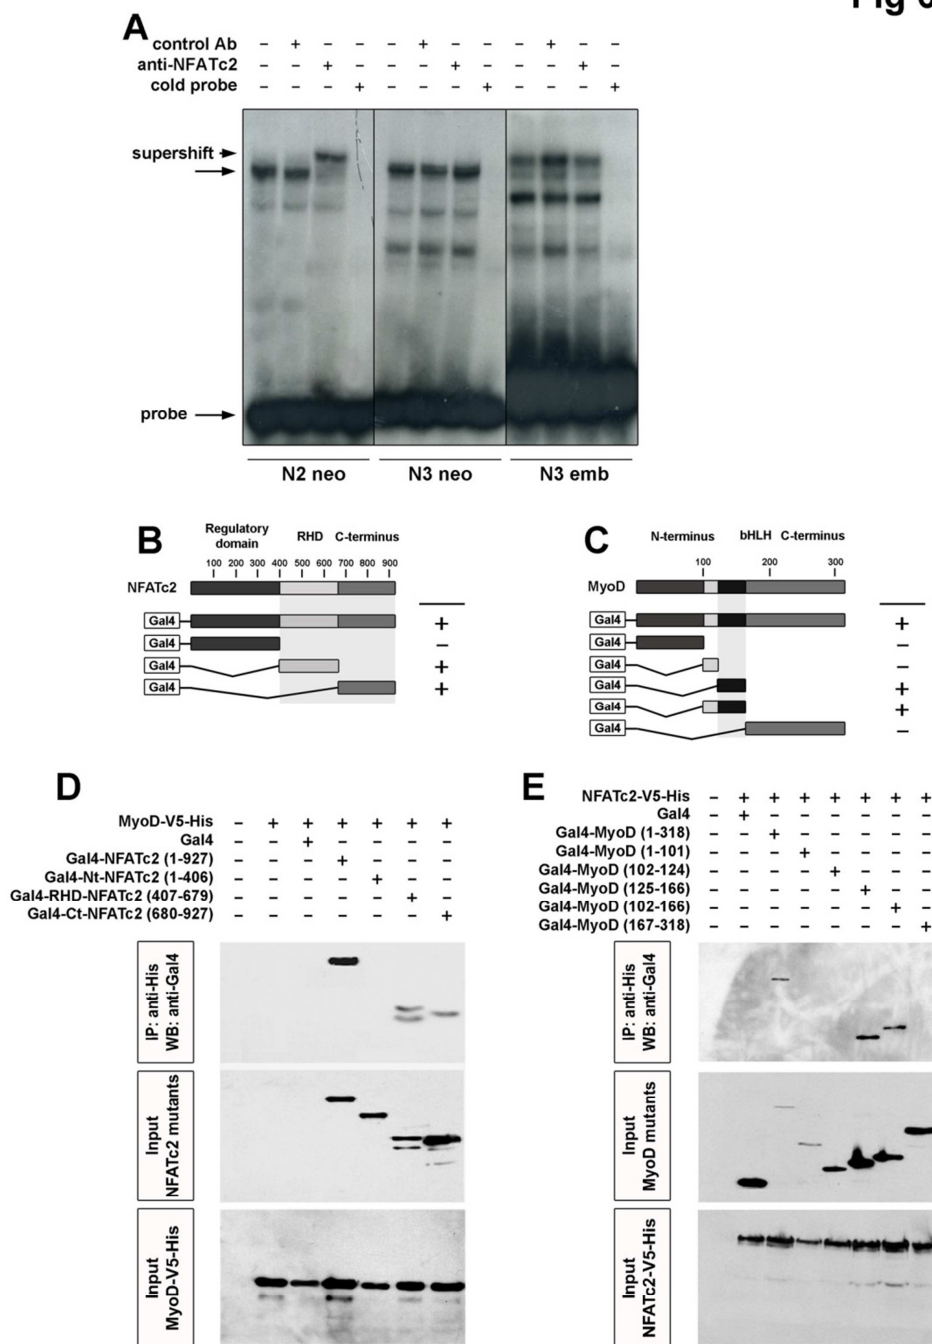 Fig 6
A
control Ab – + – – – + – – – + – –
anti-NFATc2 – – + – – – + – – – + –
cold probe – – – + – – – + – – – +
supershift
probe
N2 neo N3 neo N3 emb
B
Regulatory domain RHD C-terminus
100 200 300 400 500 600 700 800 900
NFATc2
Gal4 +
Gal4 –
Gal4 +
Gal4 +
C
N-terminus bHLH C-terminus
100 200 300
MyoD
Gal4 +
Gal4 –
Gal4 –
Gal4 +
Gal4 +
Gal4 –
D
MyoD-V5-His – + + + + + +
Gal4 – – + – – – –
Gal4-NFATc2 (1-927) – – – + – – –
Gal4-Nt-NFATc2 (1-406) – – – – + – –
Gal4-RHD-NFATc2 (407-679) – – – – – + –
Gal4-Ct-NFATc2 (680-927) – – – – – – +
IP: anti-His
WB: anti-Gal4
Input
NFATc2 mutants
Input
MyoD-V5-His
E
NFATc2-V5-His – + + + + + + +
Gal4 – + – – – – – –
Gal4-MyoD (1-318) – – + – – – – –
Gal4-MyoD (1-101) – – – + – – – –
Gal4-MyoD (102-124) – – – – + – – –
Gal4-MyoD (125-166) – – – – – + – –
Gal4-MyoD (102-166) – – – – – – + –
Gal4-MyoD (167-318) – – – – – – – +
IP: anti-His
WB: anti-Gal4
Input
MyoD mutants
Input
NFATc2-V5-His